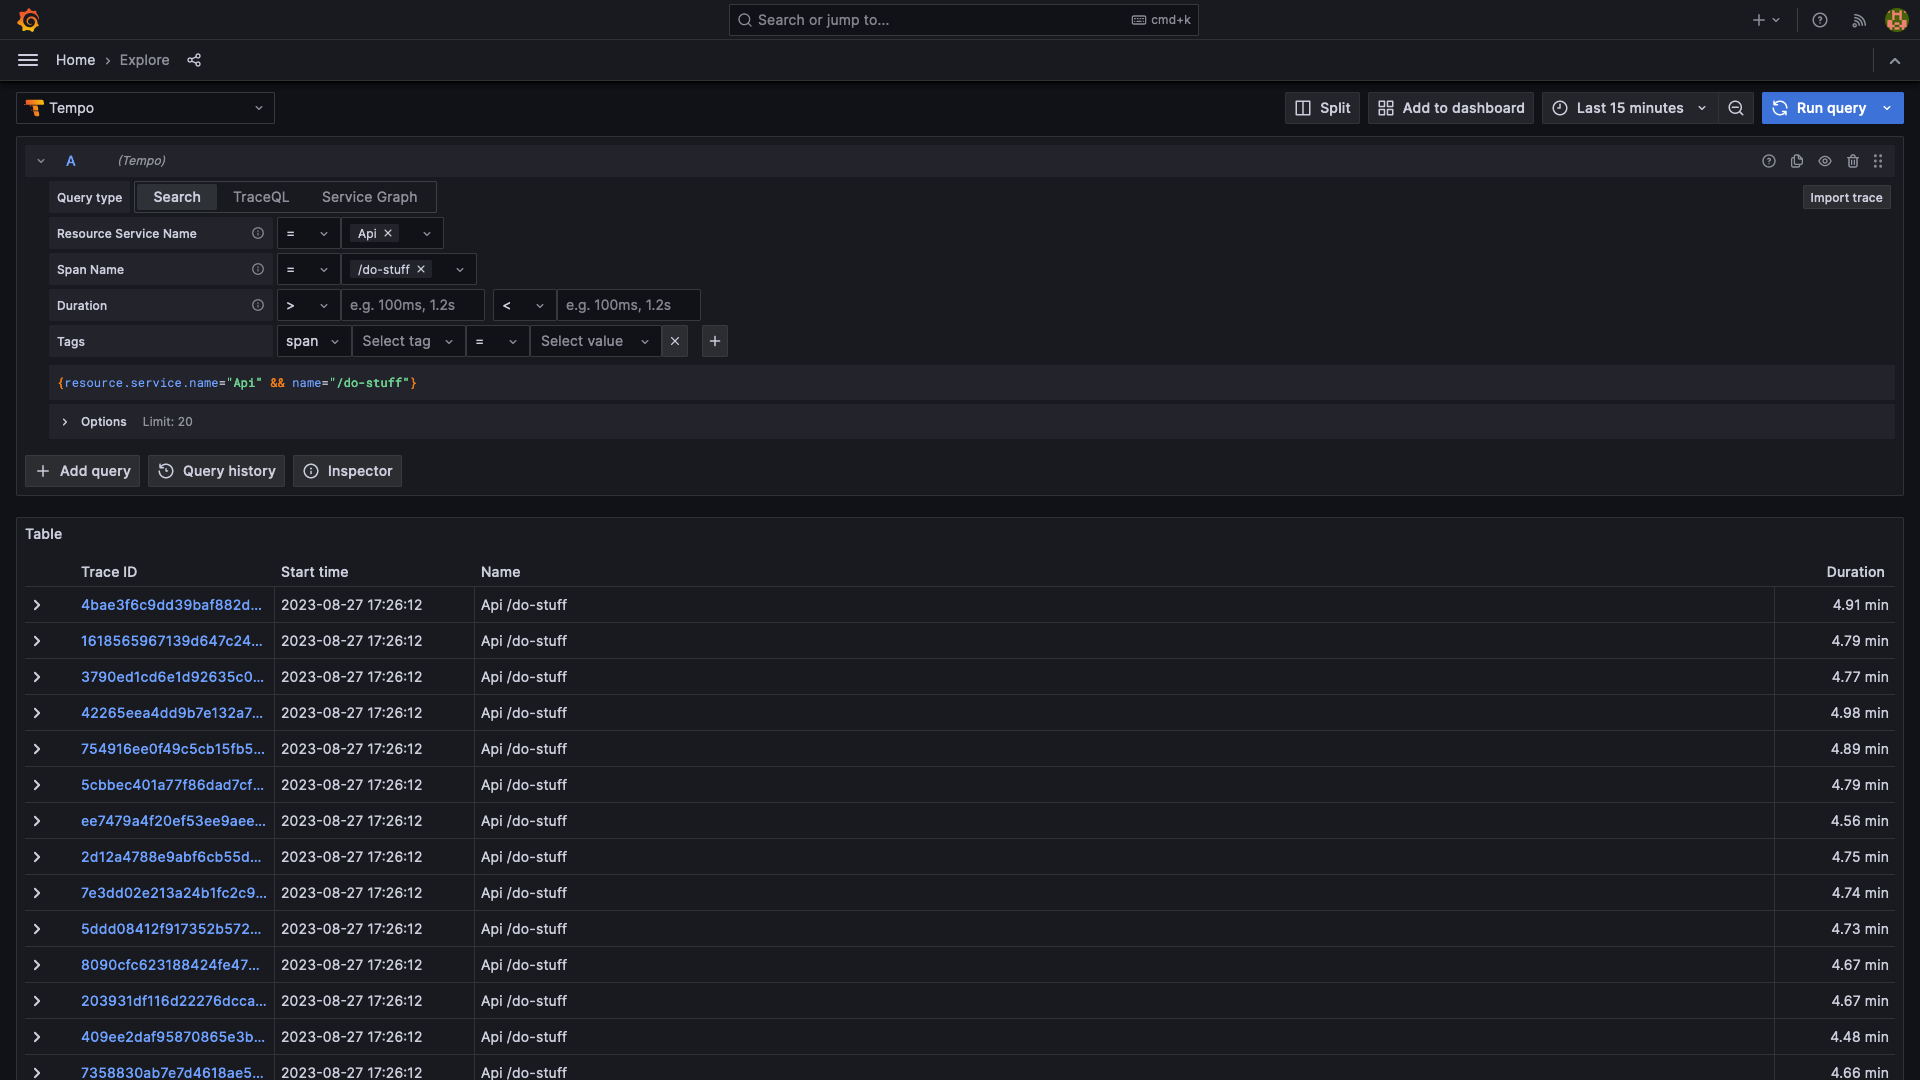 Search or jump to... cmd+k
Home › Explore
Tempo Split Add to dashboard Last 15 minutes Run query
A (Tempo)
Query type Search TraceQL Service Graph Import trace
Resource Service Name = Api
Span Name = /do-stuff
Duration > e.g. 100ms, 1.2s < e.g. 100ms, 1.2s
Tags span Select tag = Select value
{resource.service.name="Api" && name="/do-stuff"}
Options Limit: 20
Add query Query history Inspector
Table
Trace ID Start time Name Duration
4bae3f6c9dd39baf882d... 2023-08-27 17:26:12 Api /do-stuff 4.91 min
1618565967139d647c24... 2023-08-27 17:26:12 Api /do-stuff 4.79 min
3790ed1cd6e1d92635c0... 2023-08-27 17:26:12 Api /do-stuff 4.77 min
42265eea4dd9b7e132a7... 2023-08-27 17:26:12 Api /do-stuff 4.98 min
754916ee0f49c5cb15fb5... 2023-08-27 17:26:12 Api /do-stuff 4.89 min
5cbbec401a77f86dad7cf... 2023-08-27 17:26:12 Api /do-stuff 4.79 min
ee7479a4f20ef53ee9aee... 2023-08-27 17:26:12 Api /do-stuff 4.56 min
2d12a4788e9abf6cb55d... 2023-08-27 17:26:12 Api /do-stuff 4.75 min
7e3dd02e213a24b1fc2c9... 2023-08-27 17:26:12 Api /do-stuff 4.74 min
5ddd08412f917352b572... 2023-08-27 17:26:12 Api /do-stuff 4.73 min
8090cfc623188424fe47... 2023-08-27 17:26:12 Api /do-stuff 4.67 min
203931df116d22276dcca... 2023-08-27 17:26:12 Api /do-stuff 4.67 min
409ee2daf95870865e3b... 2023-08-27 17:26:12 Api /do-stuff 4.48 min
7358830ab7e7d4618ae5... 2023-08-27 17:26:12 Api /do-stuff 4.66 min